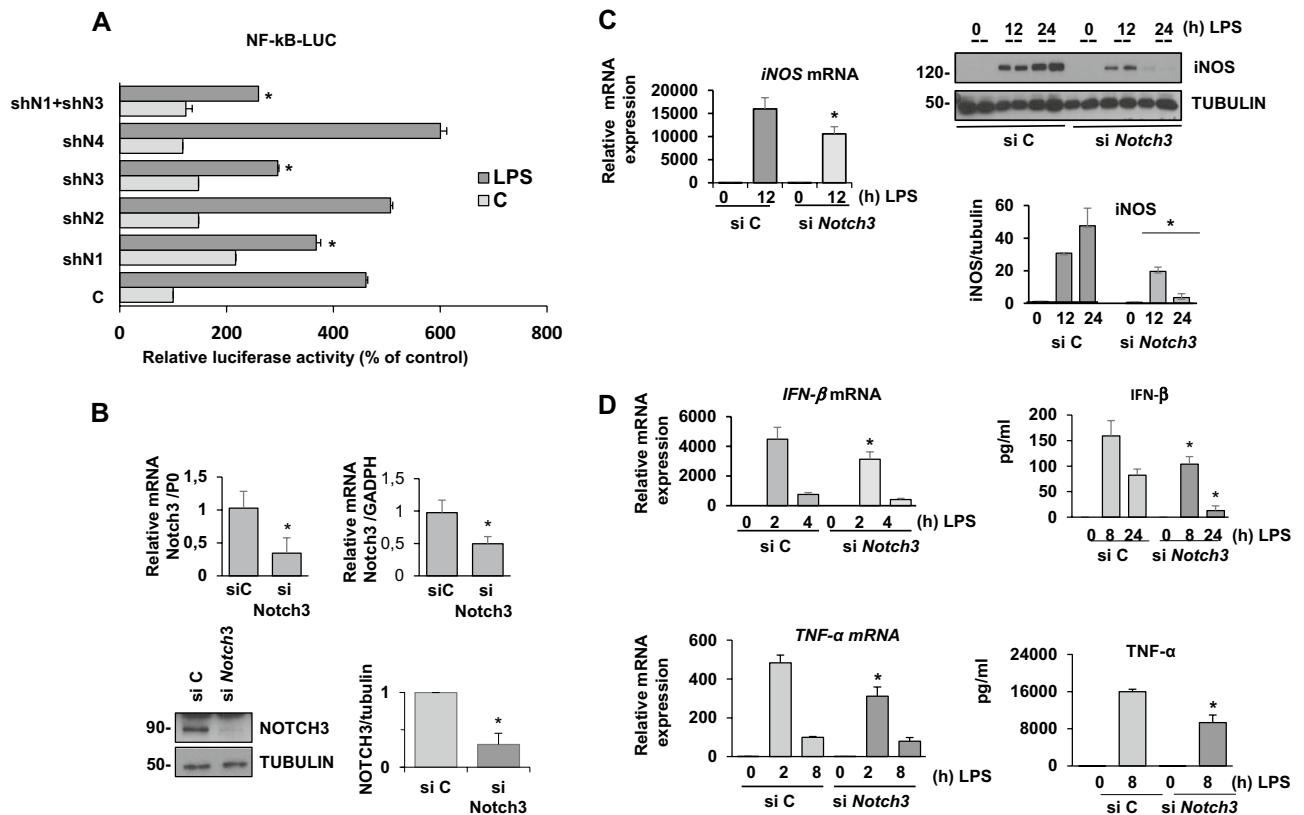 A
NF-kB-LUC
shN1+shN3
shN4
shN3
shN2
shN1
C
*
*
*
LPS
C
0 200 400 600 800
Relative luciferase activity (% of control)
B
Relative mRNA
Notch3 /P0
1,5
1
0,5
0
*
siC si
Notch3
Relative mRNA
Notch3 /GADPH
1,5
1
0,5
0
*
siC si
Notch3
si C si Notch3
90- NOTCH3
50- TUBULIN
NOTCH3/tubulin
1
0
*
si C si
Notch3
C
iNOS mRNA
Relative mRNA
expression
20000
15000
10000
5000
0
*
0 12 0 12 (h) LPS
si C si Notch3
0 12 24 0 12 24 (h) LPS
120- iNOS
50- TUBULIN
si C si Notch3
iNOS
iNOS/tubulin
60
40
20
0
*
0 12 24 0 12 24
si C si Notch3
D
IFN-β mRNA
Relative mRNA
expression
6000
4000
2000
0
*
0 2 4 0 2 4 (h) LPS
si C si Notch3
IFN-β
pg/ml
200
150
100
50
0
*
*
0 8 24 0 8 24 (h) LPS
si C si Notch3
TNF-α mRNA
Relative mRNA
expression
600
400
200
0
*
0 2 8 0 2 8 (h) LPS
si C si Notch3
TNF-α
pg/ml
24000
16000
8000
0
*
0 8 0 8 (h) LPS
si C si Notch3